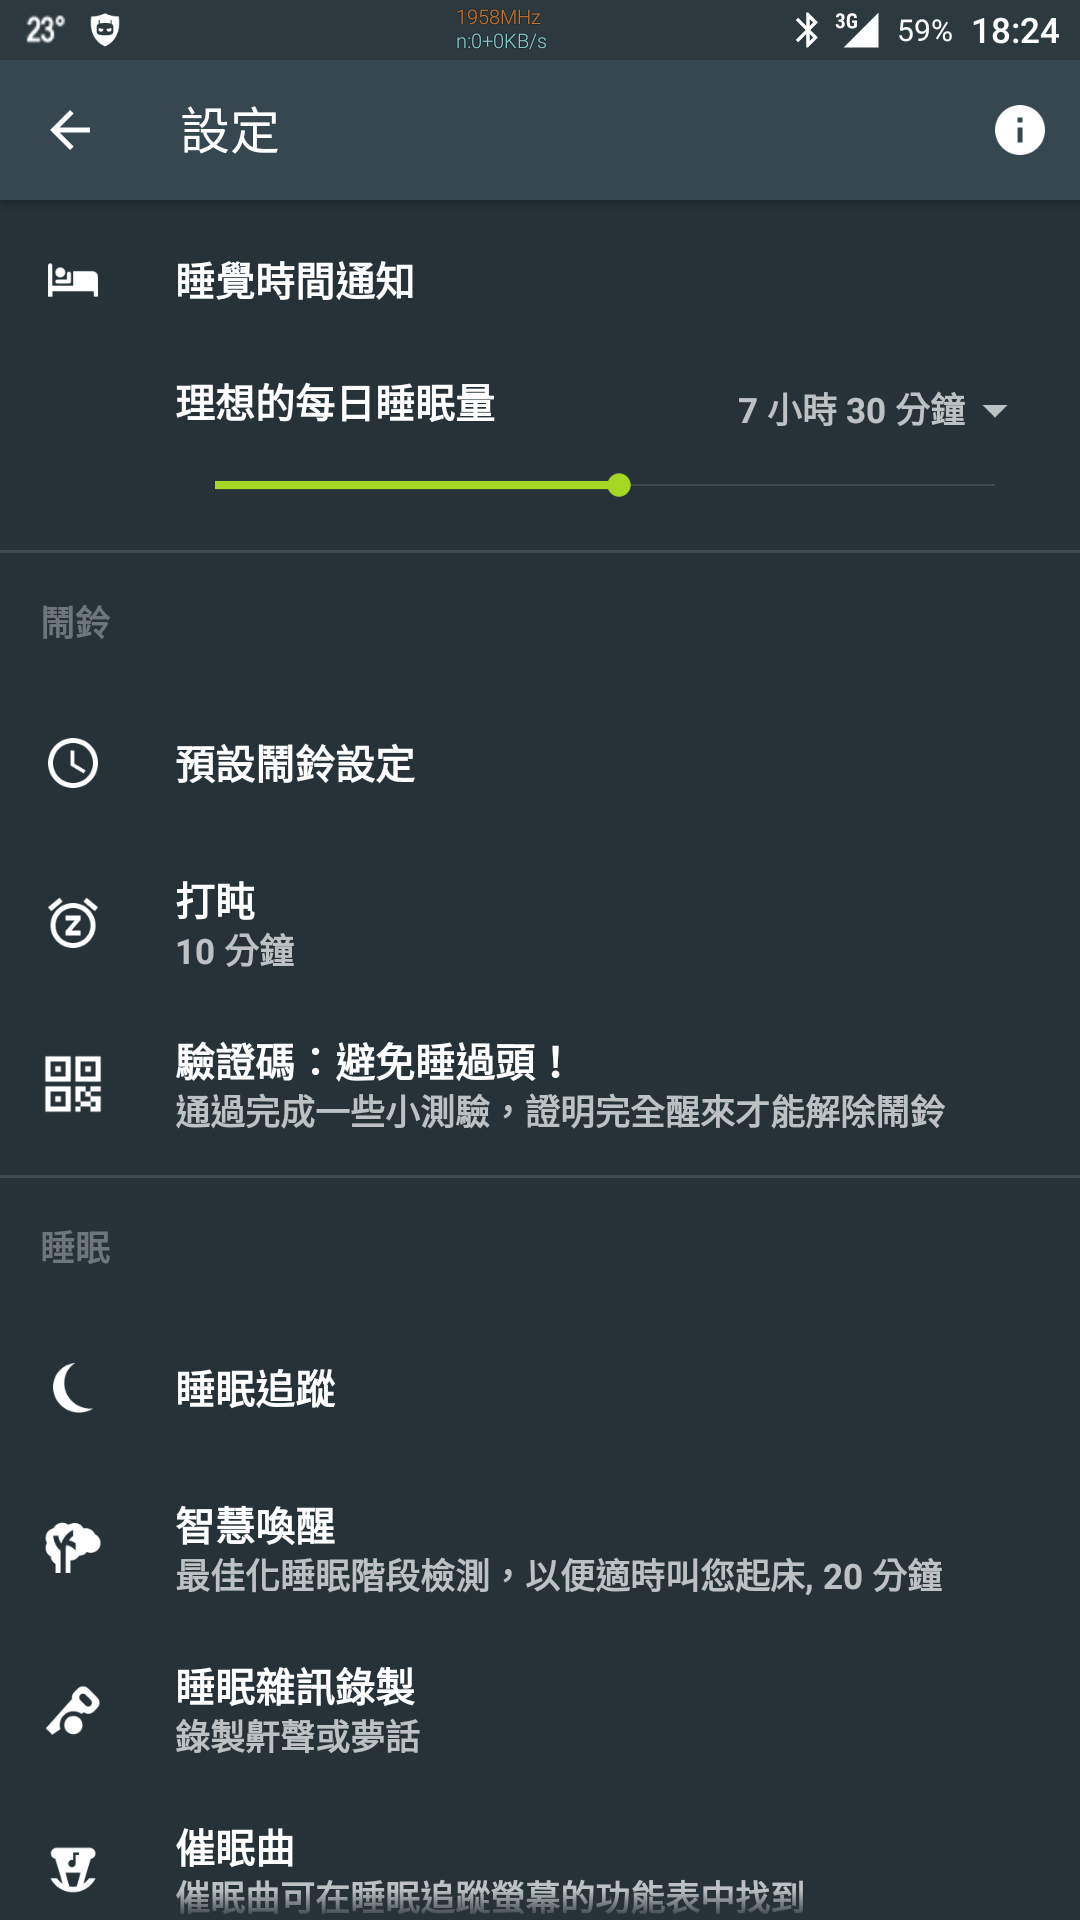 23°
1958MHz
n:0+0KB/s
3G
59%
18:24
設定
睡覺時間通知
理想的每日睡眠量
7 小時 30 分鐘
鬧鈴
預設鬧鈴設定
打盹
10 分鐘
驗證碼：避免睡過頭！
通過完成一些小測驗，證明完全醒來才能解除鬧鈴
睡眠
睡眠追蹤
智慧喚醒
最佳化睡眠階段檢測，以便適時叫您起床, 20 分鐘
睡眠雜訊錄製
錄製鼾聲或夢話
催眠曲
催眠曲可在睡眠追蹤螢幕的功能表中找到